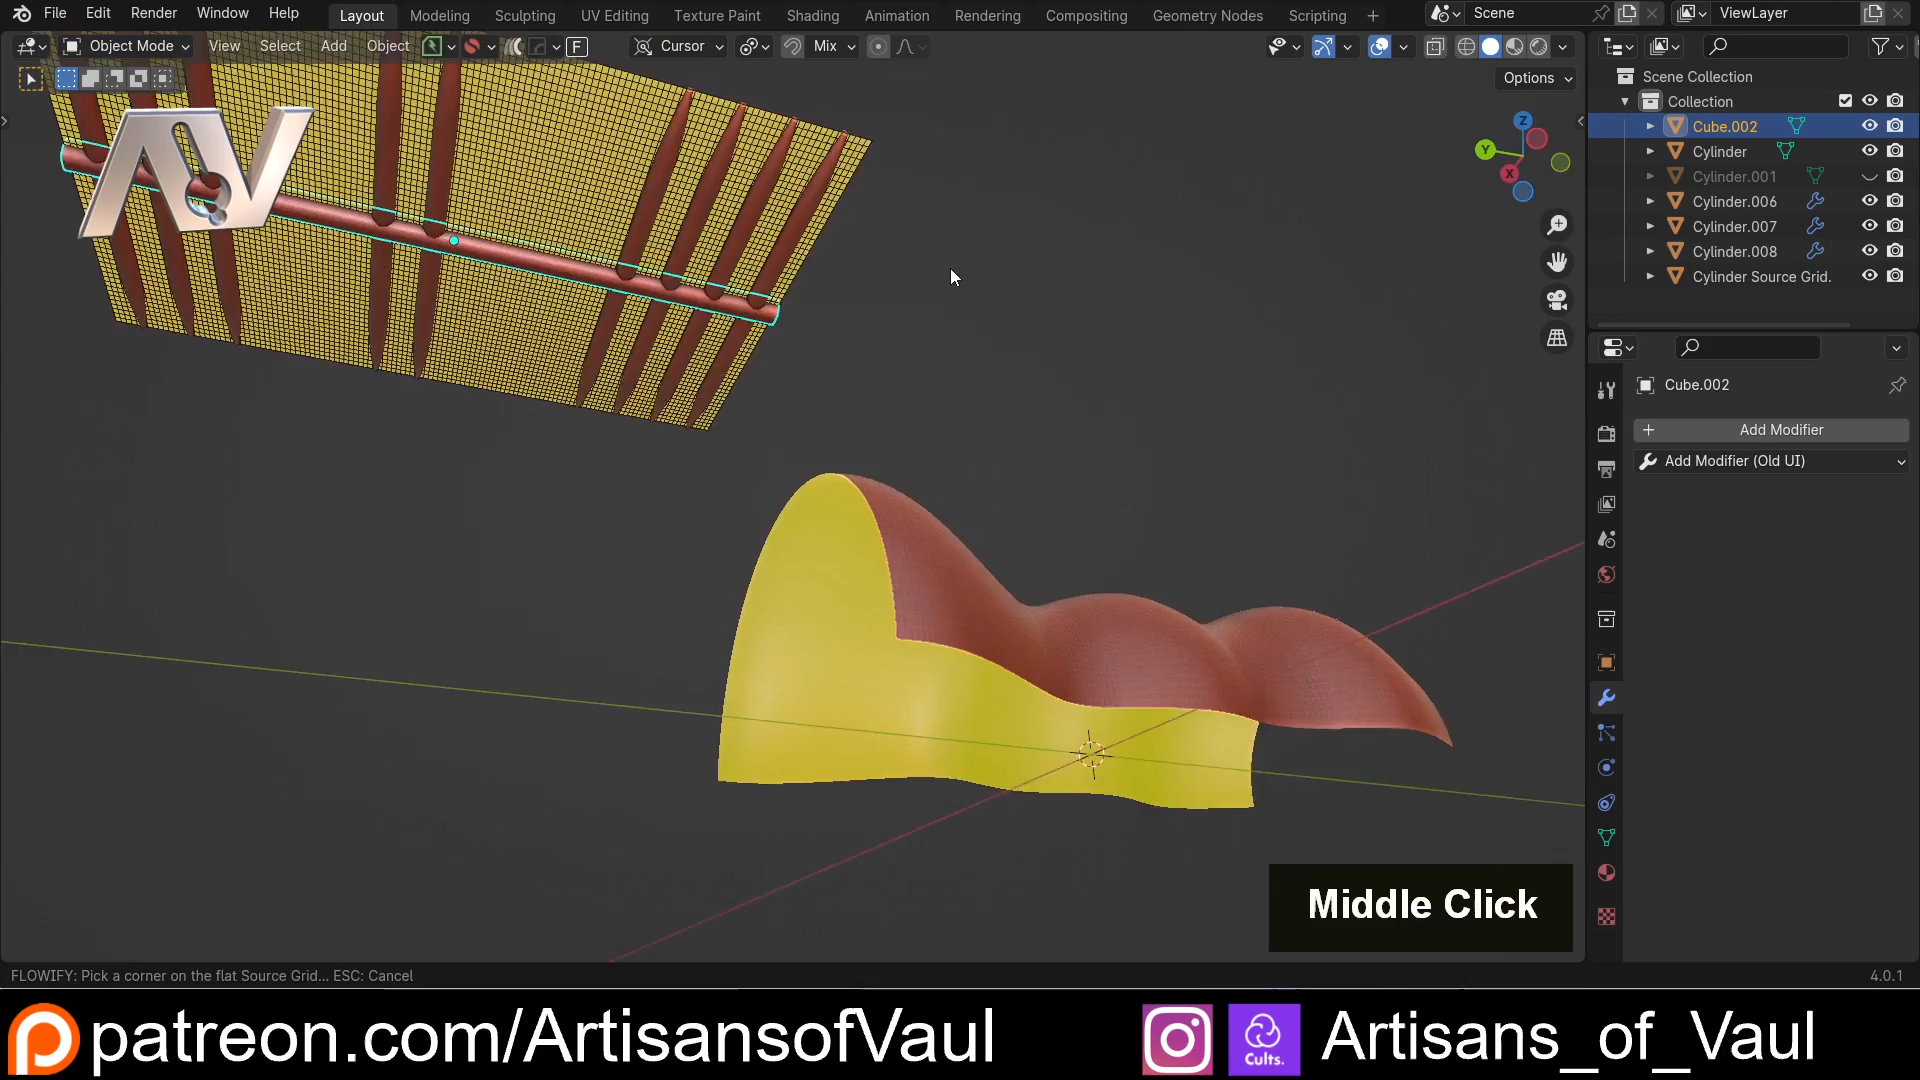 File Edit Render Window Help Layout Modeling Sculpting UV Editing Texture Paint Shading Animation Rendering Compositing Geometry Nodes Scripting + Scene ViewLayer
Object Mode View Select Add Object F Cursor Mix
Options
Scene Collection
Collection
Cube.002
Cylinder
Cylinder.001
Cylinder.006
Cylinder.007
Cylinder.008
Cylinder Source Grid.
Z
Y
X
AV
Cube.002
+ Add Modifier
Add Modifier (Old UI)
Middle Click
FLOWIFY: Pick a corner on the flat Source Grid... ESC: Cancel 4.0.1
patreon.com/ArtisansofVaul Cults. Artisans_of_Vaul